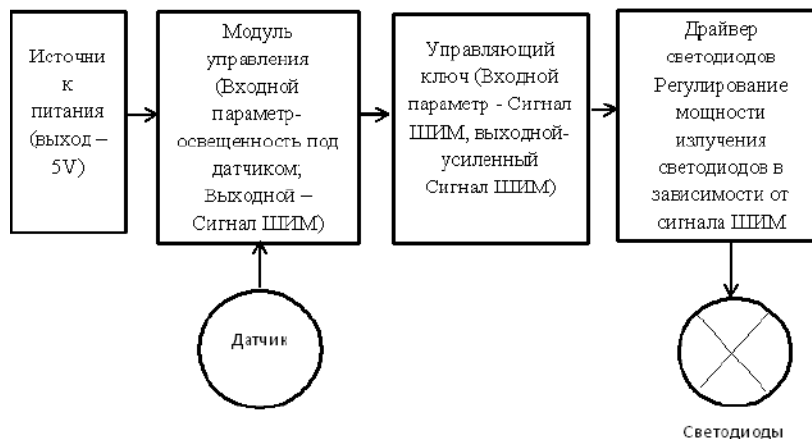 Источни
к
питания
(выход –
5V)
Модуль
управления
(Входной
параметр-
освещенность под
датчиком;
Выходной –
Сигнал ШИМ)
Управляющий
ключ (Входной
параметр - Сигнал
ШИМ, выходной-
усиленный
Сигнал ШИМ)
Драйвер
светодиодов
Регулирование
мощности
излучения
светодиодов в
зависимости от
сигнала ШИМ
Датчик
Светодиоды